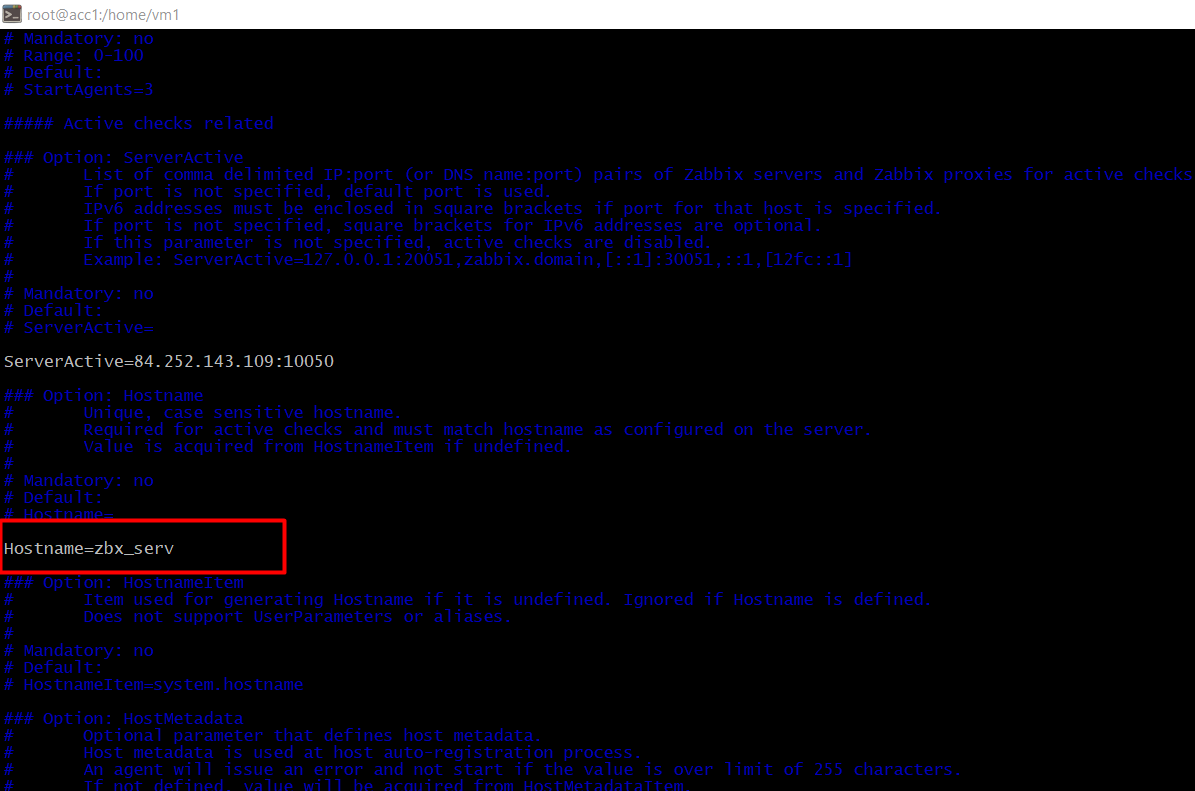 root@acc1:/home/vm1
# Mandatory: no
# Range: 0-100
# Default:
# StartAgents=3
##### Active checks related
### Option: ServerActive
#       List of comma delimited IP:port (or DNS name:port) pairs of Zabbix servers and Zabbix proxies for active checks
#       If port is not specified, default port is used.
#       IPv6 addresses must be enclosed in square brackets if port for that host is specified.
#       If port is not specified, square brackets for IPv6 addresses are optional.
#       If this parameter is not specified, active checks are disabled.
#       Example: ServerActive=127.0.0.1:20051,zabbix.domain,[::1]:30051,::1,[12fc::1]
#
# Mandatory: no
# Default:
# ServerActive=
ServerActive=84.252.143.109:10050
### Option: Hostname
#       Unique, case sensitive hostname.
#       Required for active checks and must match hostname as configured on the server.
#       Value is acquired from HostnameItem if undefined.
#
# Mandatory: no
# Default:
# Hostname=
Hostname=zbx_serv
### Option: HostnameItem
#       Item used for generating Hostname if it is undefined. Ignored if Hostname is defined.
#       Does not support UserParameters or aliases.
#
# Mandatory: no
# Default:
# HostnameItem=system.hostname
### Option: HostMetadata
#       Optional parameter that defines host metadata.
#       Host metadata is used at host auto-registration process.
#       An agent will issue an error and not start if the value is over limit of 255 characters.
#       If not defined, value will be acquired from HostMetadataItem.